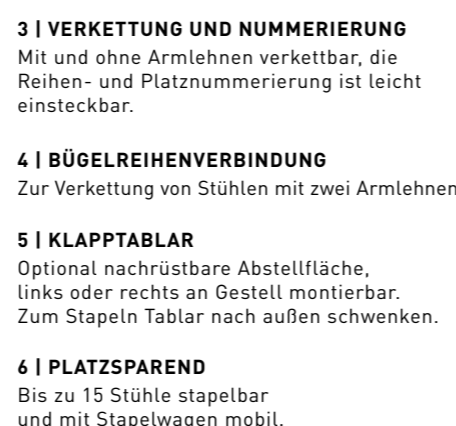 3 | VERKETTUNG UND NUMMERIERUNG
Mit und ohne Armlehnen verkettbar, die
Reihen- und Platznummerierung ist leicht
einsteckbar.
4 | BÜGELREIHENVERBINDUNG
Zur Verkettung von Stühlen mit zwei Armlehnen
5 | KLAPPTABLAR
Optional nachrüstbare Abstellfläche,
links oder rechts an Gestell montierbar.
Zum Stapeln Tablar nach außen schwenken.
6 | PLATZSPAREND
Bis zu 15 Stühle stapelbar
und mit Stapelwagen mobil.